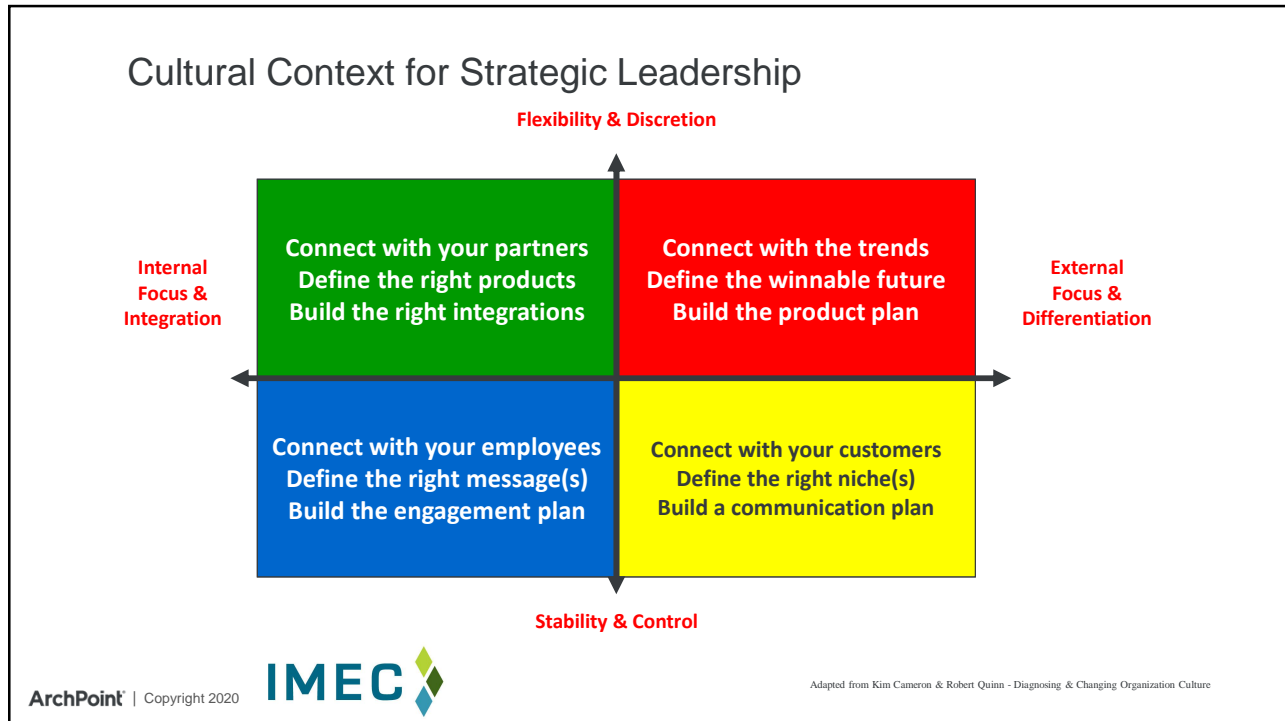 Cultural Context for Strategic Leadership
Flexibility & Discretion
Internal
Focus &
Integration
Connect with your partners
Define the right products
Build the right integrations
Connect with the trends
Define the winnable future
Build the product plan
External
Focus &
Differentiation
Connect with your employees
Define the right message(s)
Build the engagement plan
Connect with your customers
Define the right niche(s)
Build a communication plan
Stability & Control
ArchPoint | Copyright 2020
IMEC
Adapted from Kim Cameron & Robert Quinn - Diagnosing & Changing Organization Culture